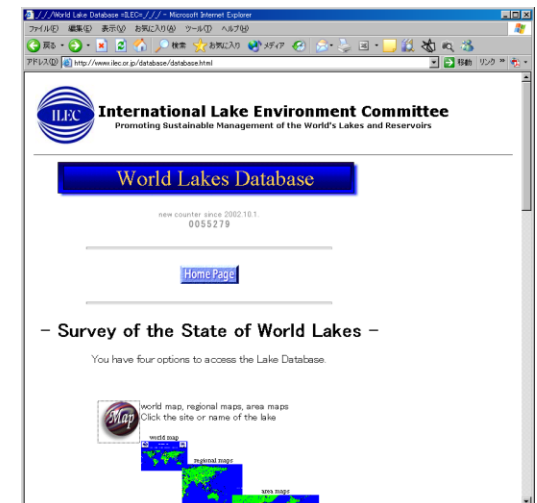 ///World Lake Database =ILEC=/// - Microsoft Internet Explorer
ファイル(F) 編集(E) 表示(V) お気に入り(A) ツール(T) ヘルプ(H)
戻る 検索 お気に入り メディア
アドレス(D) http://www.ilec.or.jp/database/database.html 移動 リンク »
ILEC
International Lake Environment Committee
Promoting Sustainable Management of the World's Lakes and Reservoirs
World Lakes Database
new counter since 2002.10.1.
0055279
Home Page
- Survey of the State of World Lakes -
You have four options to access the Lake Database.
Map
world map, regional maps, area maps
Click the site or name of the lake
world map
regional maps
area maps